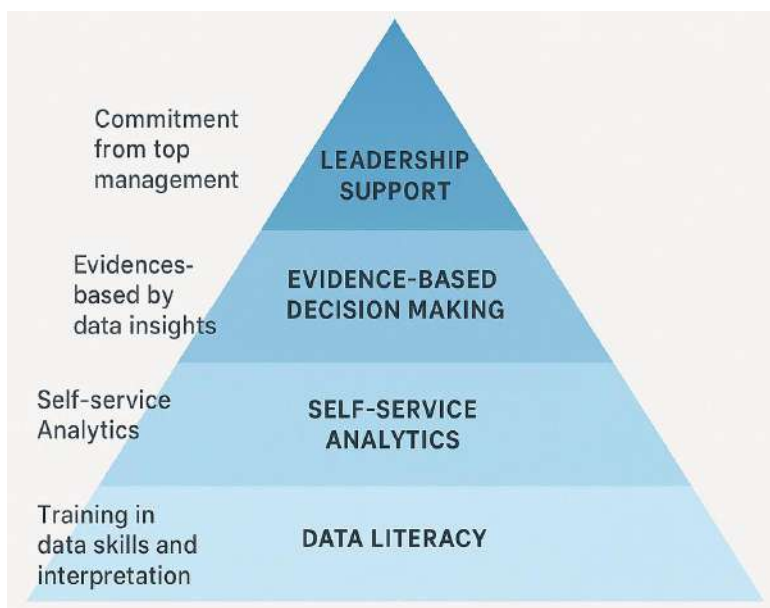 Commitment
from top
management
LEADERSHIP
SUPPORT
Evidences-
based by
data insights
EVIDENCE-BASED
DECISION MAKING
Self-service
Analytics
SELF-SERVICE
ANALYTICS
Training in
data skills and
interpretation
DATA LITERACY